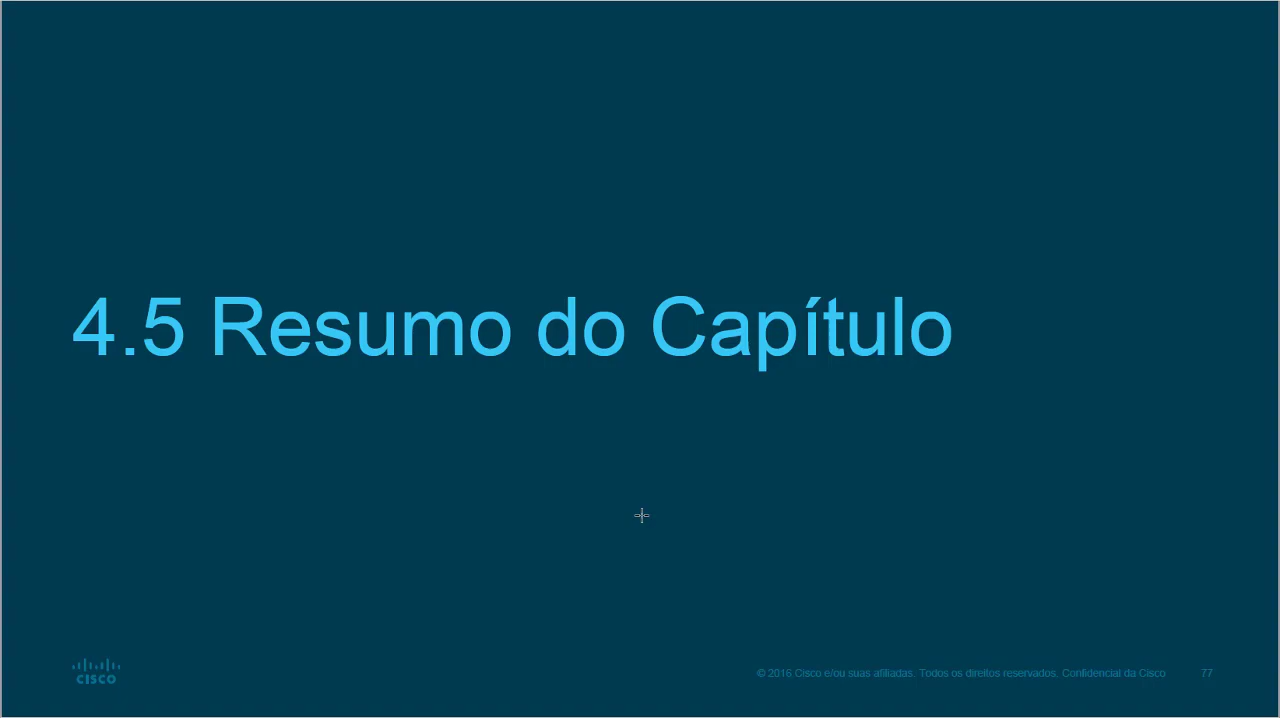 4.5 Resumo do Capítulo
CISCO
© 2016 Cisco e/ou suas afiliadas. Todos os direitos reservados. Confidencial da Cisco 77